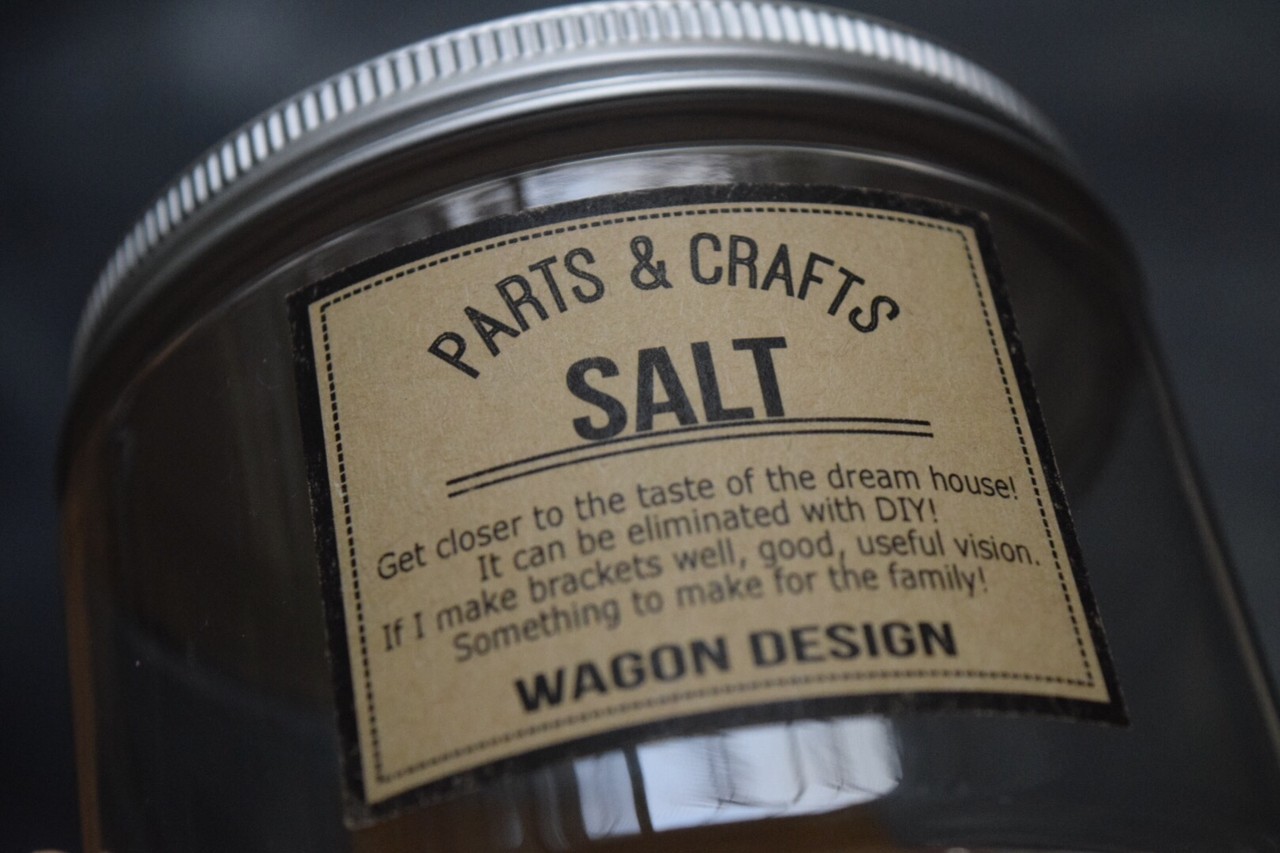 PARTS & CRAFTS
SALT
Get closer to the taste of the dream house!
It can be eliminated with DIY!
If I make brackets well, good, useful vision.
Something to make for the family!
WAGON DESIGN